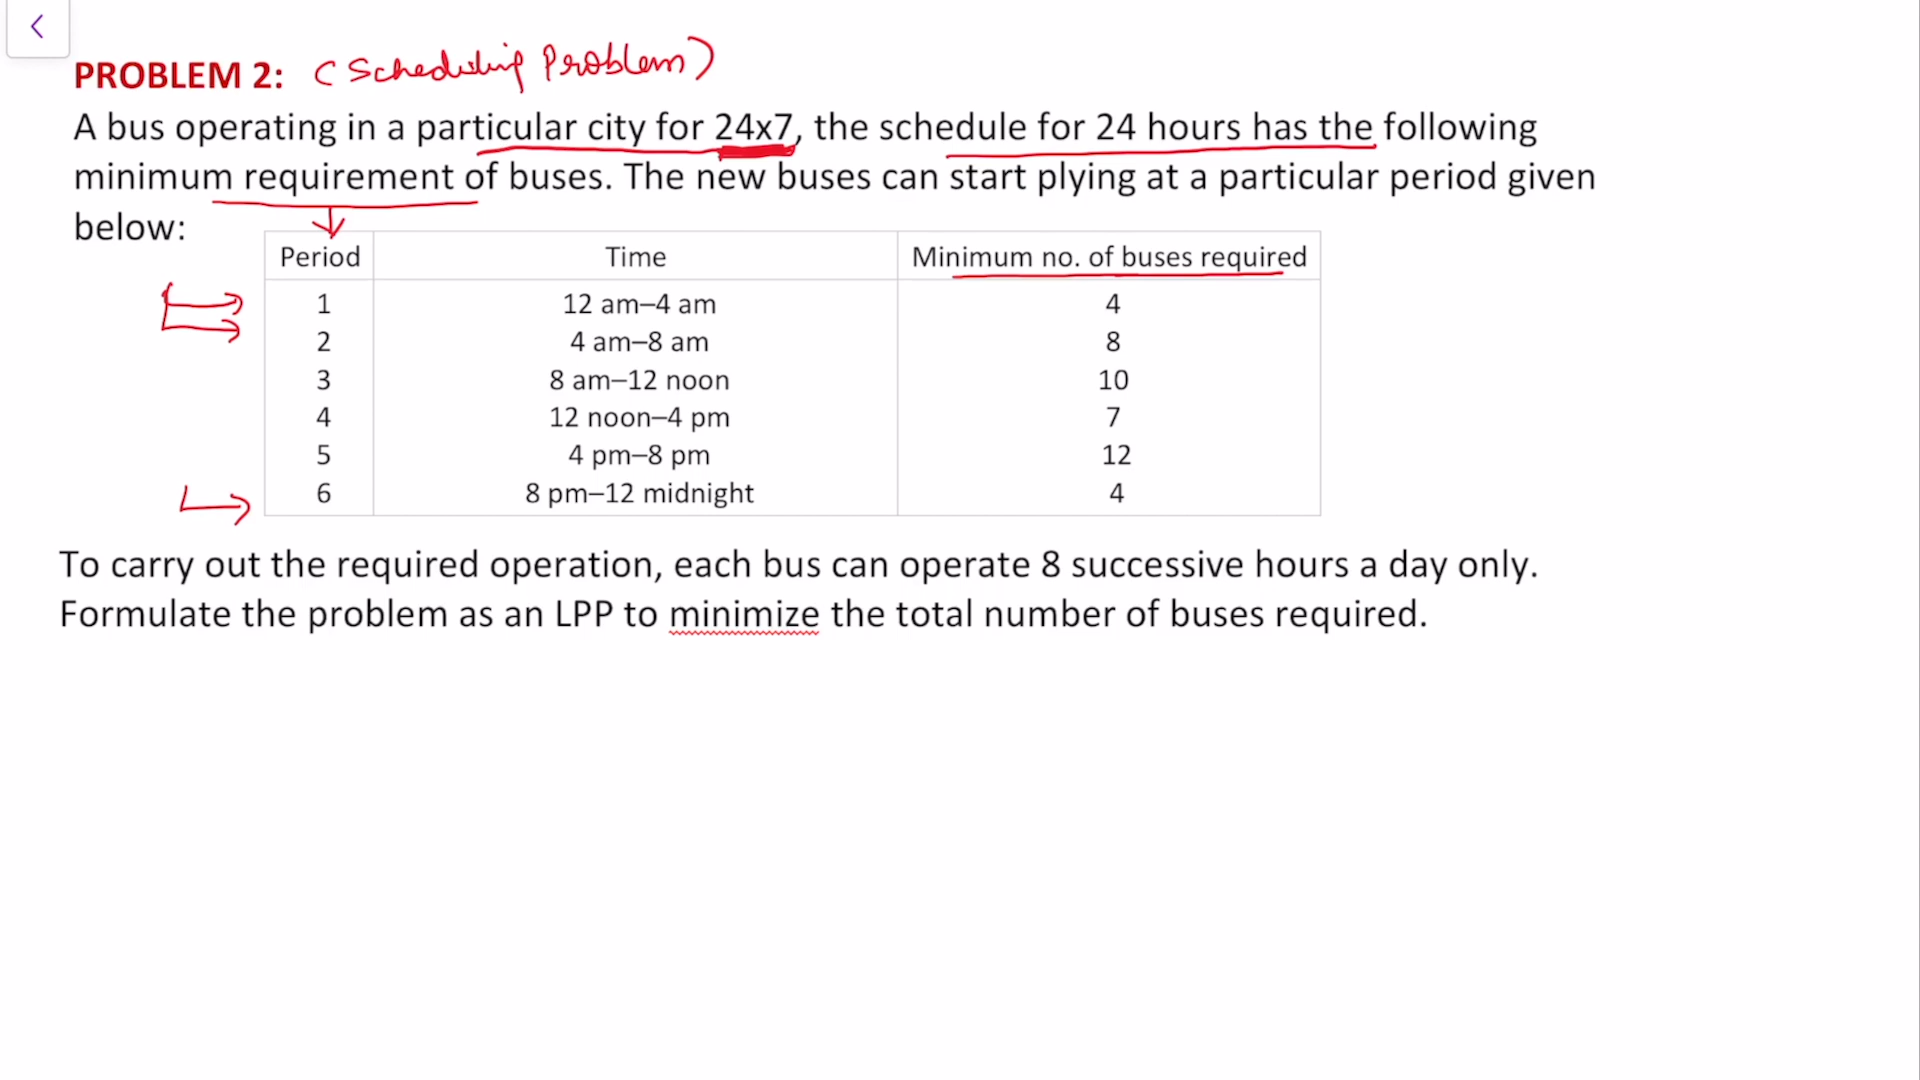 PROBLEM 2: (Scheduling Problem)
A bus operating in a particular city for 24x7, the schedule for 24 hours has the following
minimum requirement of buses. The new buses can start plying at a particular period given
below:
Period Time Minimum no. of buses required
1 12 am–4 am 4
2 4 am–8 am 8
3 8 am–12 noon 10
4 12 noon–4 pm 7
5 4 pm–8 pm 12
6 8 pm–12 midnight 4
To carry out the required operation, each bus can operate 8 successive hours a day only.
Formulate the problem as an LPP to minimize the total number of buses required.